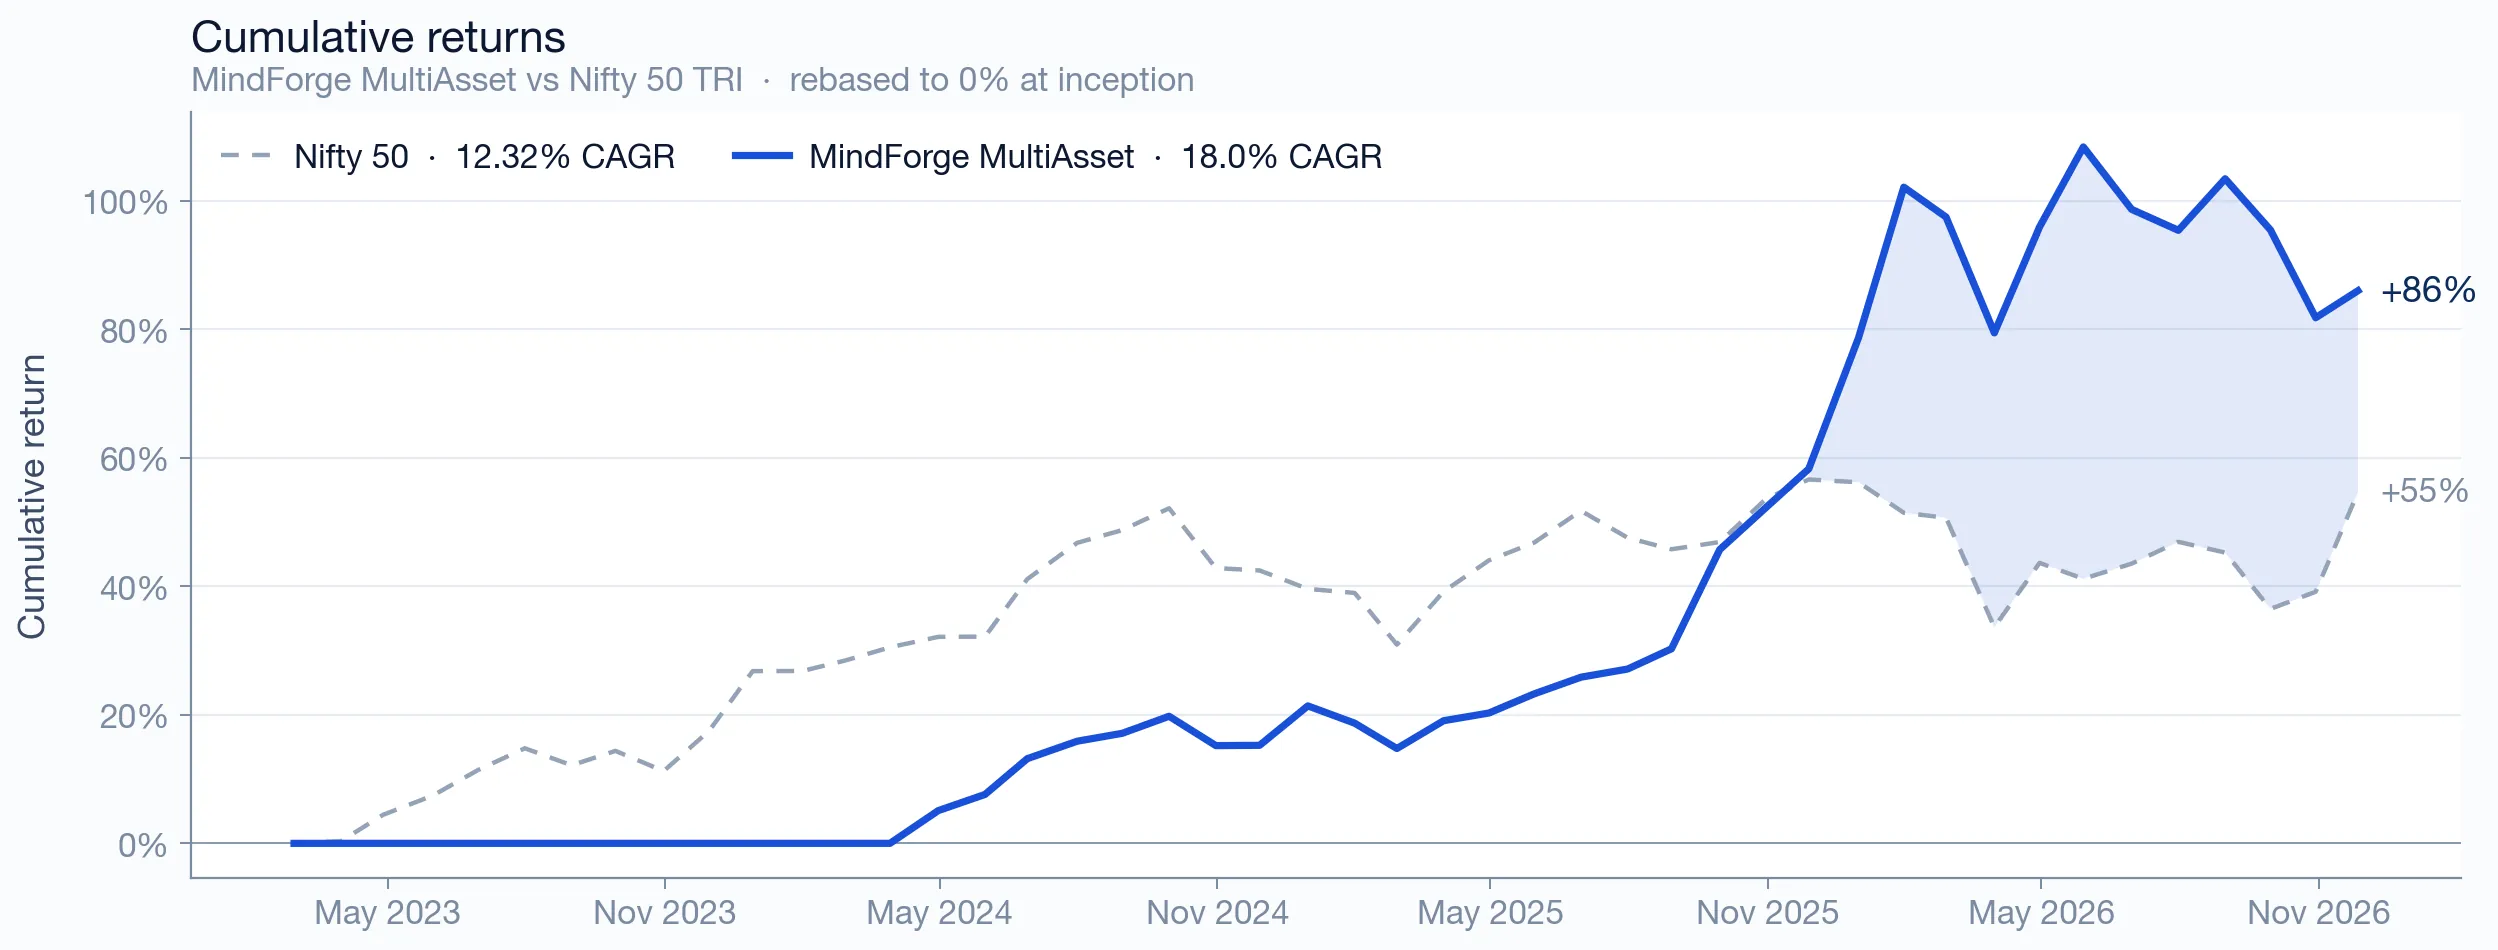 Cumulative returns
MindForge MultiAsset vs Nifty 50 TRI · rebased to 0% at inception
Nifty 50 · 12.32% CAGR
MindForge MultiAsset · 18.0% CAGR
Cumulative return
100%
80%
60%
40%
20%
0%
+86%
+55%
May 2023
Nov 2023
May 2024
Nov 2024
May 2025
Nov 2025
May 2026
Nov 2026